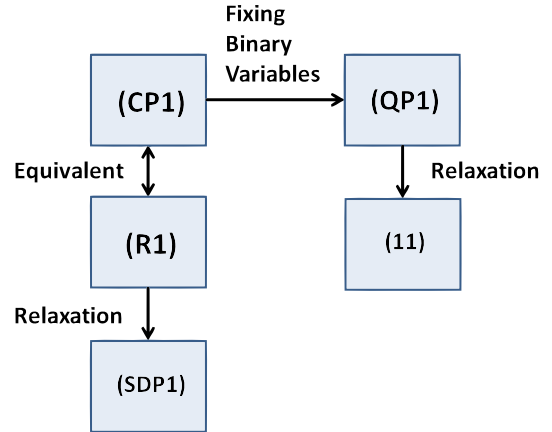 Fixing
Binary
Variables
(CP1)
(QP1)
Equivalent
Relaxation
(R1)
(11)
Relaxation
(SDP1)